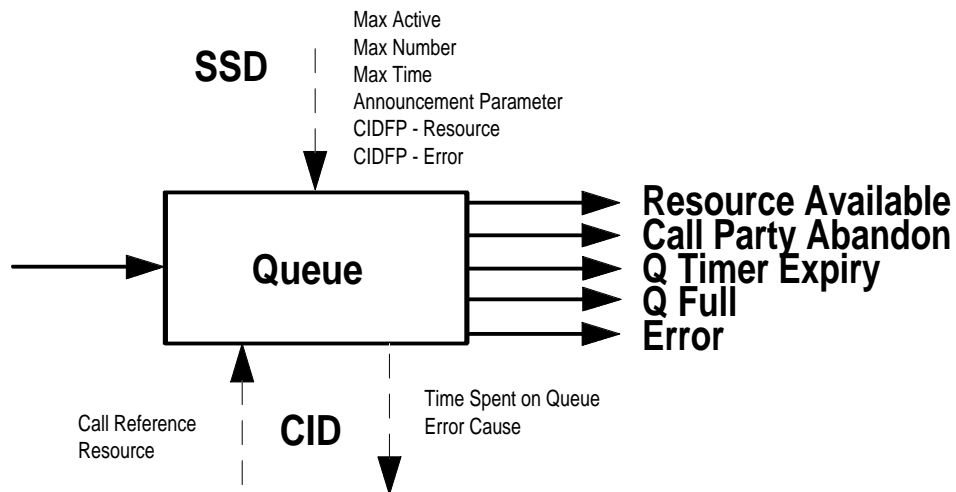 Max Active
Max Number
SSD
Max Time
Announcement Parameter
CIDFP - Resource
CIDFP - Error
Resource Available
Call Party Abandon
Queue
Q Timer Expiry
Q Full
Error
Call Reference
Resource
CID
Time Spent on Queue
Error Cause